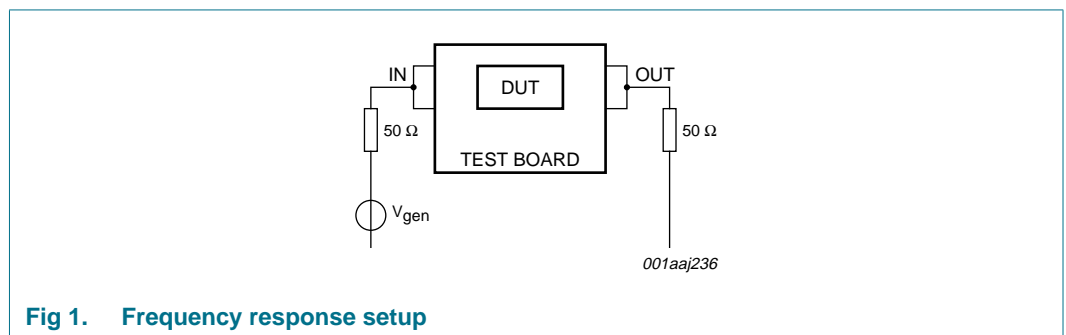 IN
DUT
OUT
50 Ω
50 Ω
TEST BOARD
Vgen
001aaj236
Fig 1. Frequency response setup